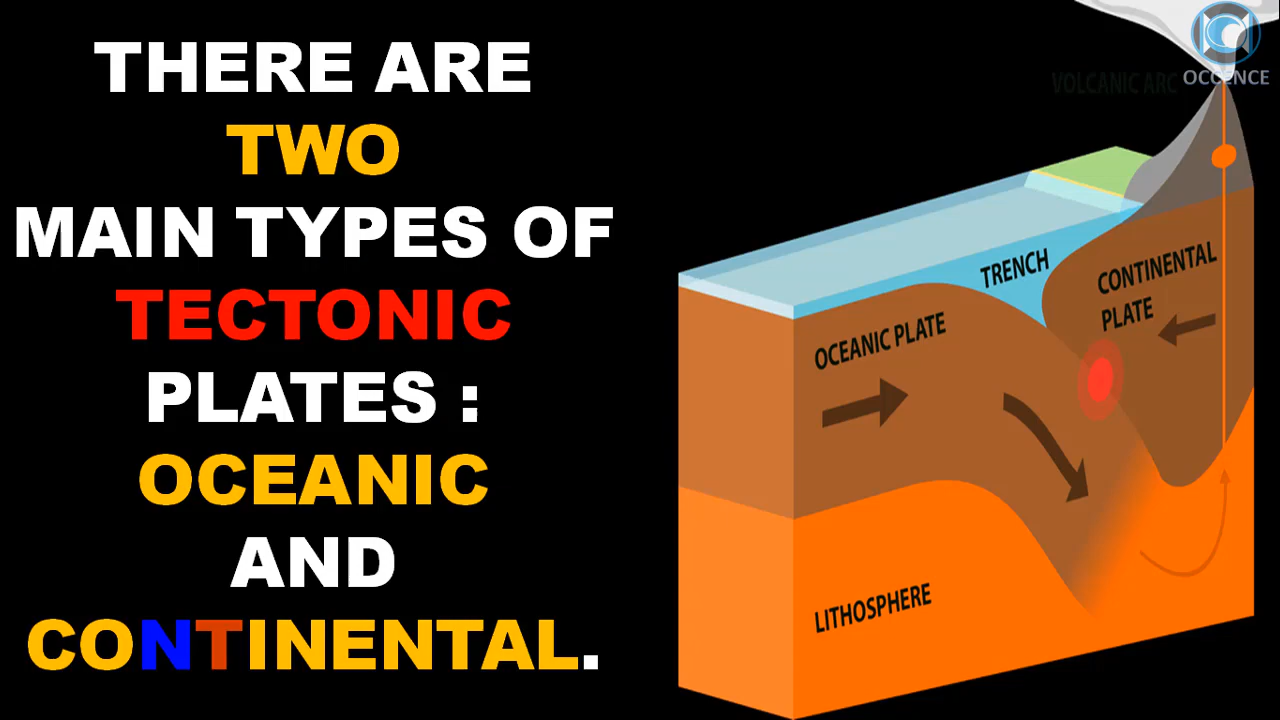 THERE ARE
TWO
MAIN TYPES OF
TECTONIC
PLATES :
OCEANIC
AND
CONTINENTAL.
VOLCANIC ARC
OCCENCE
TRENCH
CONTINENTAL
PLATE
OCEANIC PLATE
LITHOSPHERE